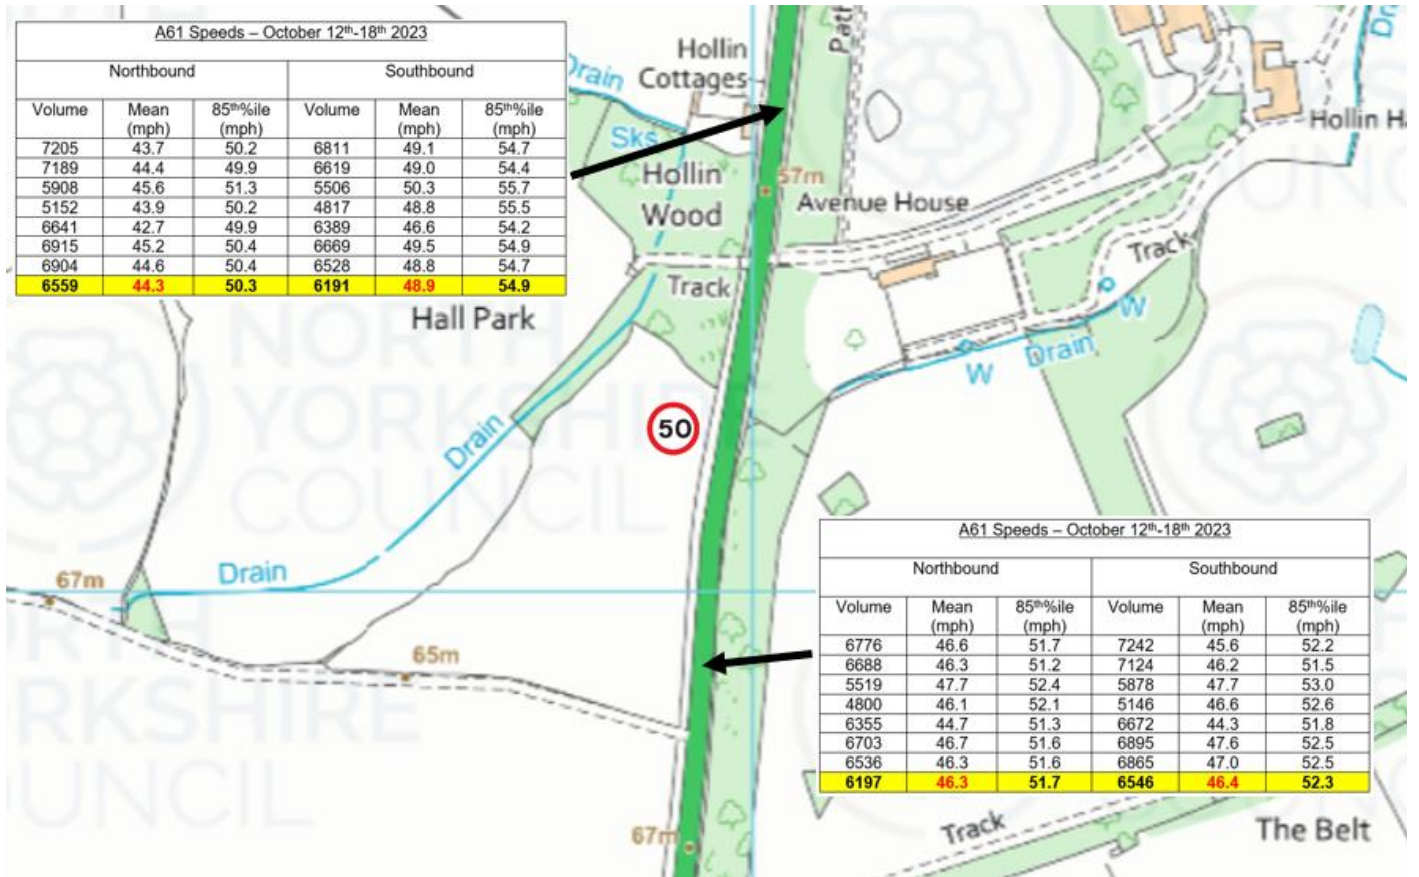 A61 Speeds – October 12th-18th 2023
Northbound Southbound
Volume Mean (mph) 85th%ile (mph) Volume Mean (mph) 85th%ile (mph)
7205 43.7 50.2 6811 49.1 54.7
7189 44.4 49.9 6619 49.0 54.4
5908 45.6 51.3 5506 50.3 55.7
5152 43.9 50.2 4817 48.8 55.5
6641 42.7 49.9 6389 46.6 54.2
6915 45.2 50.4 6669 49.5 54.9
6904 44.6 50.4 6528 48.8 54.7
6559 44.3 50.3 6191 48.9 54.9
Hollin
Cottages
Drain
Path
Sks
Hollin
Wood
57m
Avenue House
Hollin Ha
Dr
Track
Track
W
W
Drain
Hall Park
50
Drain
Drain
67m
65m
67m
NORTH
YORKSHIRE
COUNCIL
A61 Speeds – October 12th-18th 2023
Northbound Southbound
Volume Mean (mph) 85th%ile (mph) Volume Mean (mph) 85th%ile (mph)
6776 46.6 51.7 7242 45.6 52.2
6688 46.3 51.2 7124 46.2 51.5
5519 47.7 52.4 5878 47.7 53.0
4800 46.1 52.1 5146 46.6 52.6
6355 44.7 51.3 6672 44.3 51.8
6703 46.7 51.6 6895 47.6 52.5
6536 46.3 51.6 6865 47.0 52.5
6197 46.3 51.7 6546 46.4 52.3
Track
The Belt